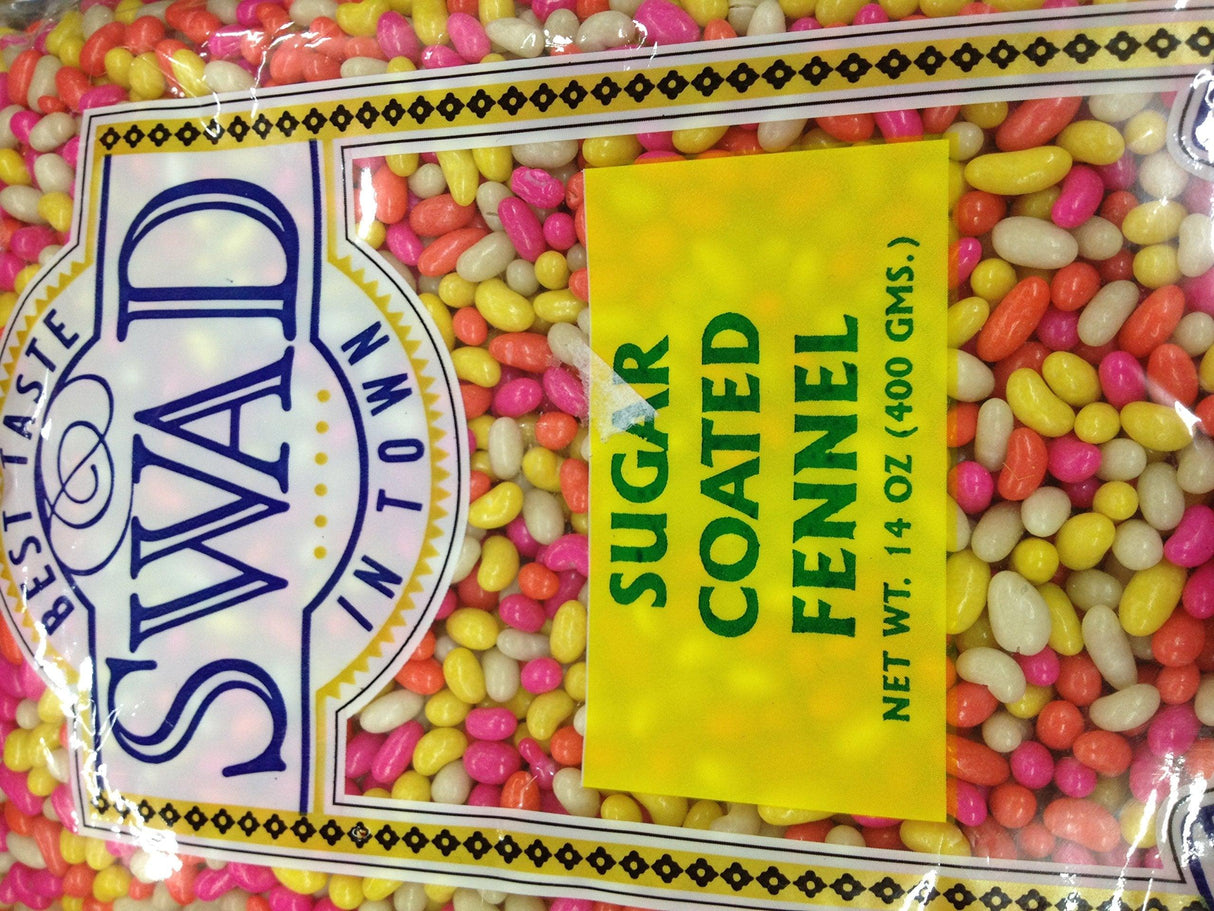 BEST TASTE
&
SWAD
IN TOWN
SUGAR
COATED
FENNEL
NET WT. 14 OZ (400 GMS.)